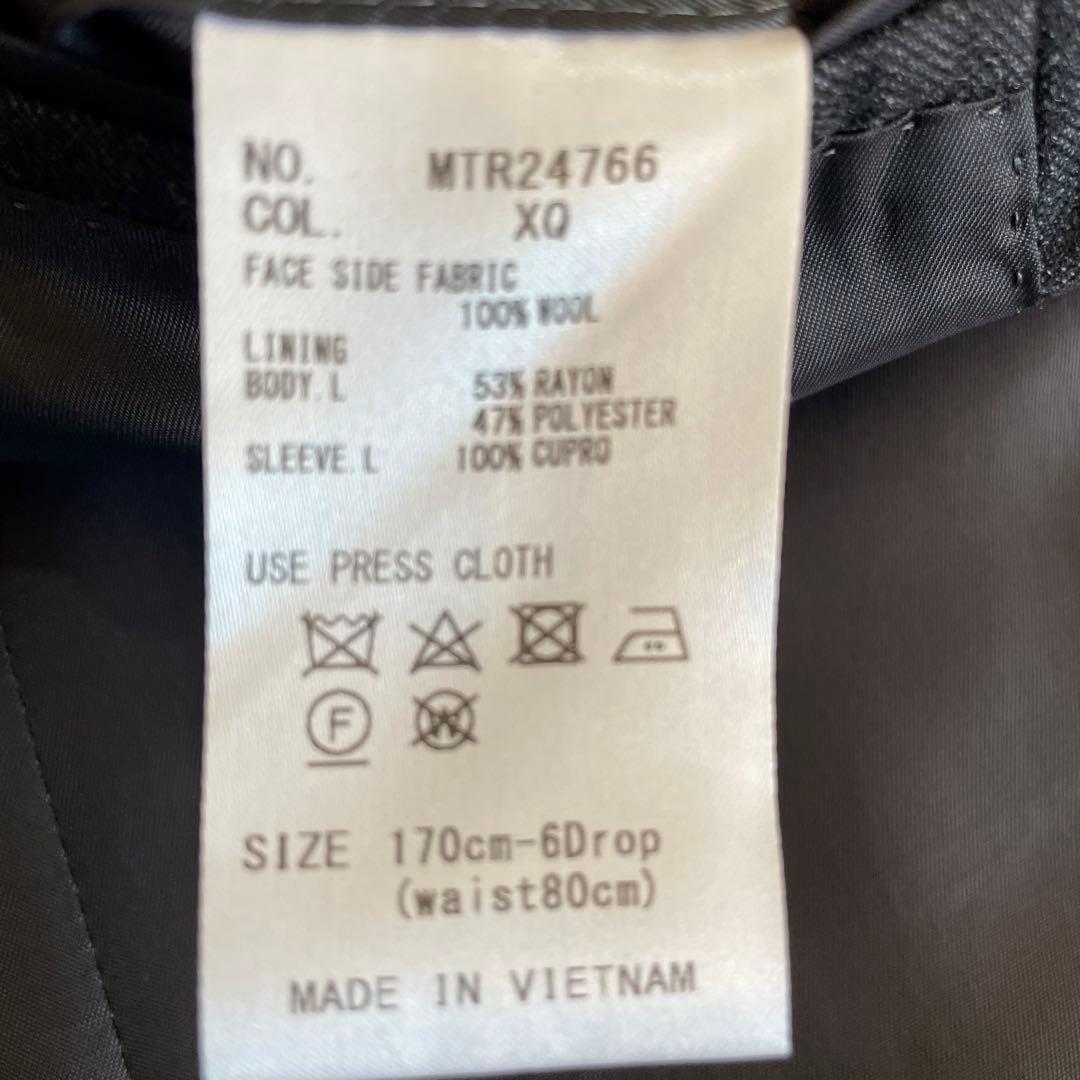 NO. MTR24766
COL. XQ
FACE SIDE FABRIC
100% WOOL
LINING
BODY.L 53% RAYON
47% POLYESTER
SLEEVE.L 100% CUPRO
USE PRESS CLOTH
F W
SIZE 170cm-6Drop
(waist80cm)
MADE IN VIETNAM